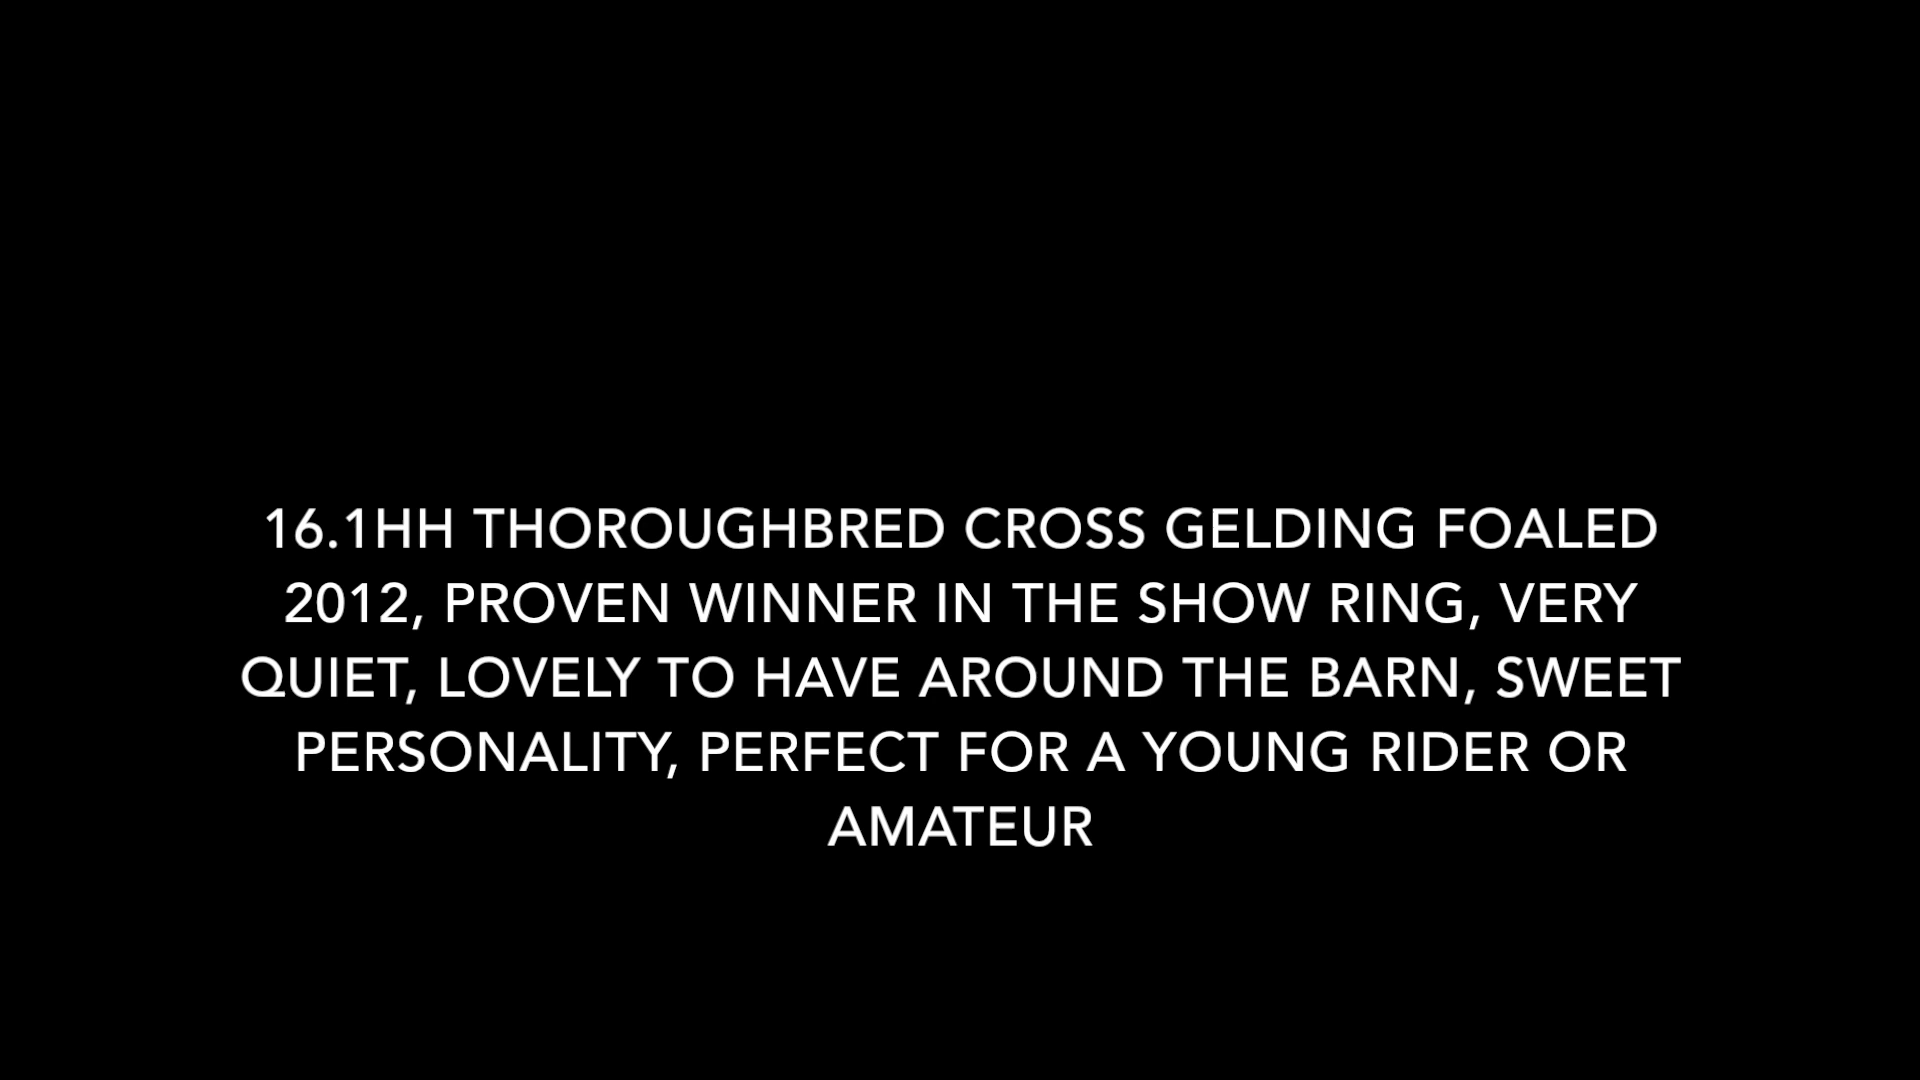 16.1HH THOROUGHBRED CROSS GELDING FOALED
2012, PROVEN WINNER IN THE SHOW RING, VERY
QUIET, LOVELY TO HAVE AROUND THE BARN, SWEET
PERSONALITY, PERFECT FOR A YOUNG RIDER OR
AMATEUR